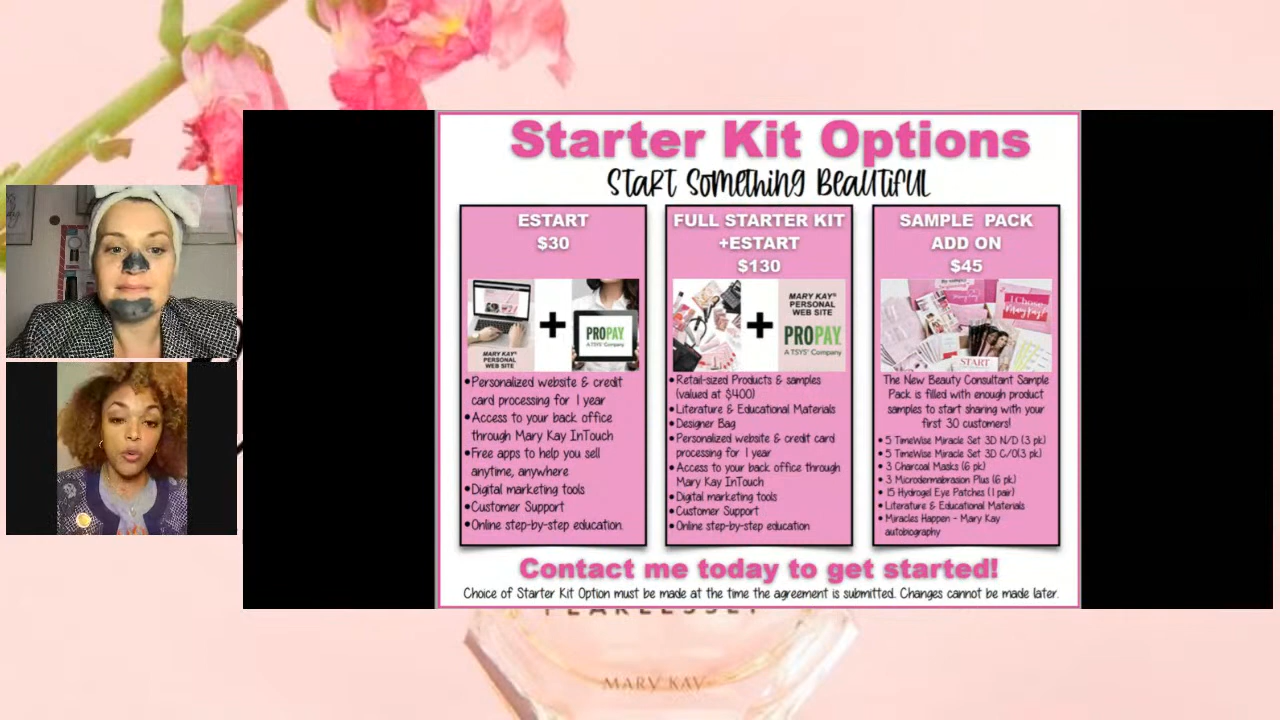 Starter Kit Options
START SOMETHING BEAUTIFUL
ESTART
$30
MARY KAY®
PERSONAL
WEB SITE
PROPAY
A TSYS® Company
•Personalized website & credit
card processing for 1 year
•Access to your back office
through Mary Kay InTouch
•Free apps to help you sell
anytime, anywhere
•Digital marketing tools
•Customer Support
•Online step-by-step education.
FULL STARTER KIT
+ESTART
$130
MARY KAY®
PERSONAL
WEB SITE
PROPAY
A TSYS® Company
•Retail-sized Products & samples
(valued at $400)
•Literature & Educational Materials
•Designer Bag
•Personalized website & credit card
processing for 1 year
•Access to your back office through
Mary Kay InTouch
•Digital marketing tools
•Customer Support
•Online step-by-step education
SAMPLE PACK
ADD ON
$45
I Chose
Mary Kay!
START
The New Beauty Consultant Sample
Pack is filled with enough product
samples to start sharing with your
first 30 customers!
•5 TimeWise Miracle Set 3D N/D (3 pk)
•5 TimeWise Miracle Set 3D C/O(3 pk)
•3 Charcoal Masks (6 pk)
•3 Microdermabrasion Plus (6 pk)
•15 Hydrogel Eye Patches (1 pair)
•Literature & Educational Materials
•Miracles Happen - Mary Kay
autobiography
Contact me today to get started!
Choice of Starter Kit Option must be made at the time the agreement is submitted. Changes cannot be made later.
MARY KAY